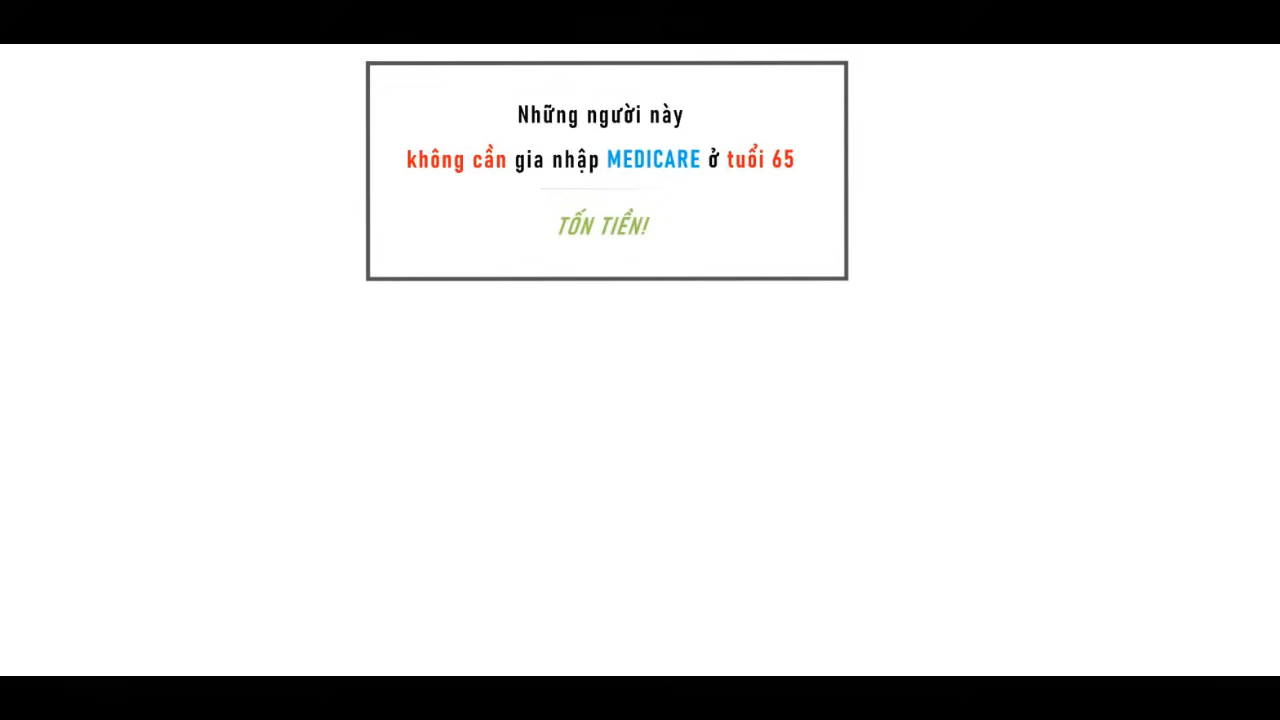 Những người này
không cần gia nhập MEDICARE ở tuổi 65
TỐN TIỀN!